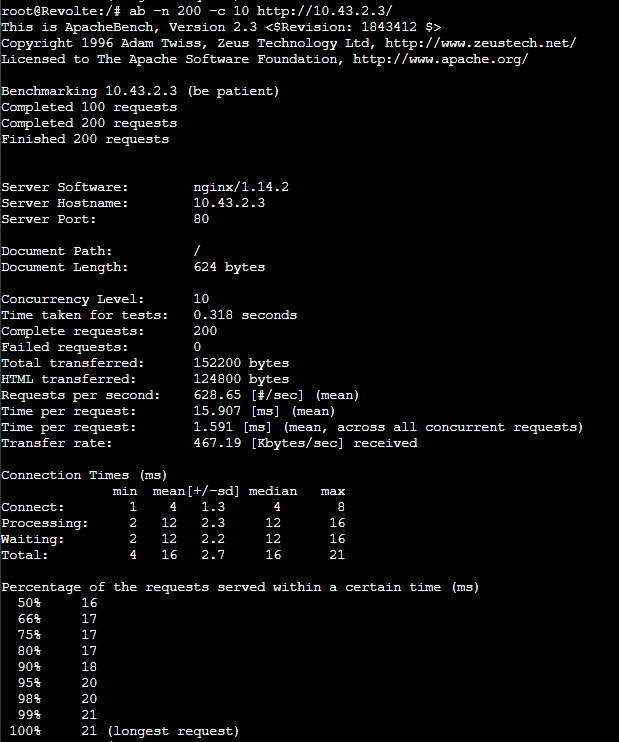 root@Revolte:/# ab -n 200 -c 10 http://10.43.2.3/
This is ApacheBench, Version 2.3 <$Revision: 1843412 $>
Copyright 1996 Adam Twiss, Zeus Technology Ltd, http://www.zeustech.net/
Licensed to The Apache Software Foundation, http://www.apache.org/

Benchmarking 10.43.2.3 (be patient)
Completed 100 requests
Completed 200 requests
Finished 200 requests


Server Software:        nginx/1.14.2
Server Hostname:        10.43.2.3
Server Port:            80

Document Path:          /
Document Length:        624 bytes

Concurrency Level:      10
Time taken for tests:   0.318 seconds
Complete requests:      200
Failed requests:        0
Total transferred:      152200 bytes
HTML transferred:       124800 bytes
Requests per second:    628.65 [#/sec] (mean)
Time per request:       15.907 [ms] (mean)
Time per request:       1.591 [ms] (mean, across all concurrent requests)
Transfer rate:          467.19 [Kbytes/sec] received

Connection Times (ms)
              min  mean[+/-sd] median   max
Connect:        1    4   1.3      4       8
Processing:     2   12   2.3     12      16
Waiting:        2   12   2.2     12      16
Total:          4   16   2.7     16      21

Percentage of the requests served within a certain time (ms)
  50%     16
  66%     17
  75%     17
  80%     17
  90%     18
  95%     20
  98%     20
  99%     21
 100%     21 (longest request)